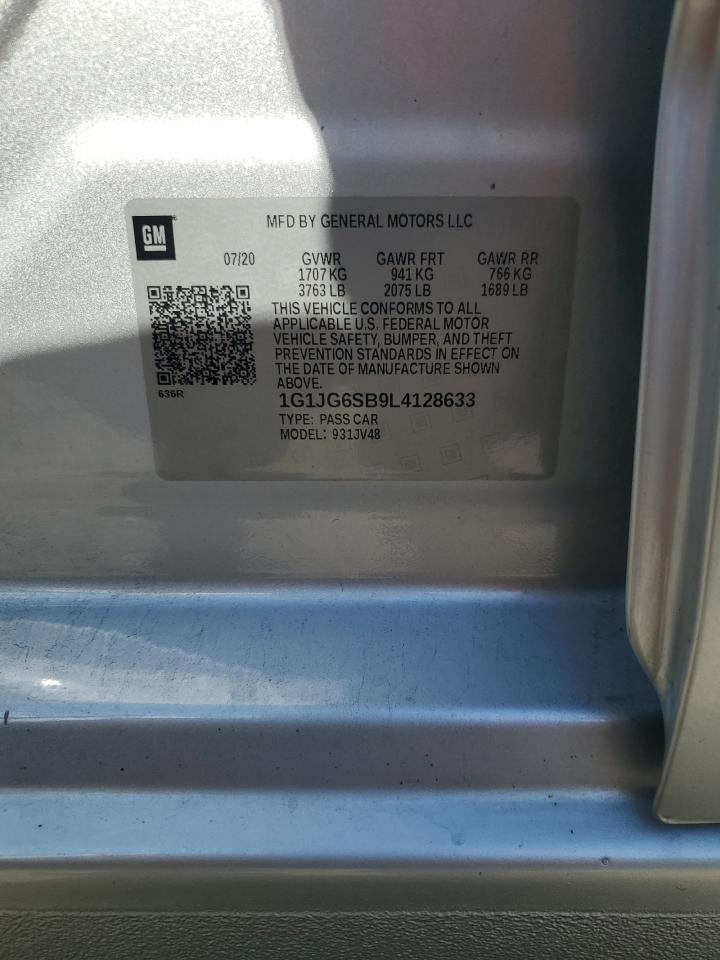 GM
MFD BY GENERAL MOTORS LLC
07/20 GVWR GAWR FRT GAWR RR
1707 KG 941 KG 766 KG
3763 LB 2075 LB 1689 LB
THIS VEHICLE CONFORMS TO ALL
APPLICABLE U.S. FEDERAL MOTOR
VEHICLE SAFETY, BUMPER, AND THEFT
PREVENTION STANDARDS IN EFFECT ON
THE DATE OF MANUFACTURE SHOWN
ABOVE.
636R
1G1JG6SB9L4128633
TYPE: PASS CAR
MODEL: 931JV48